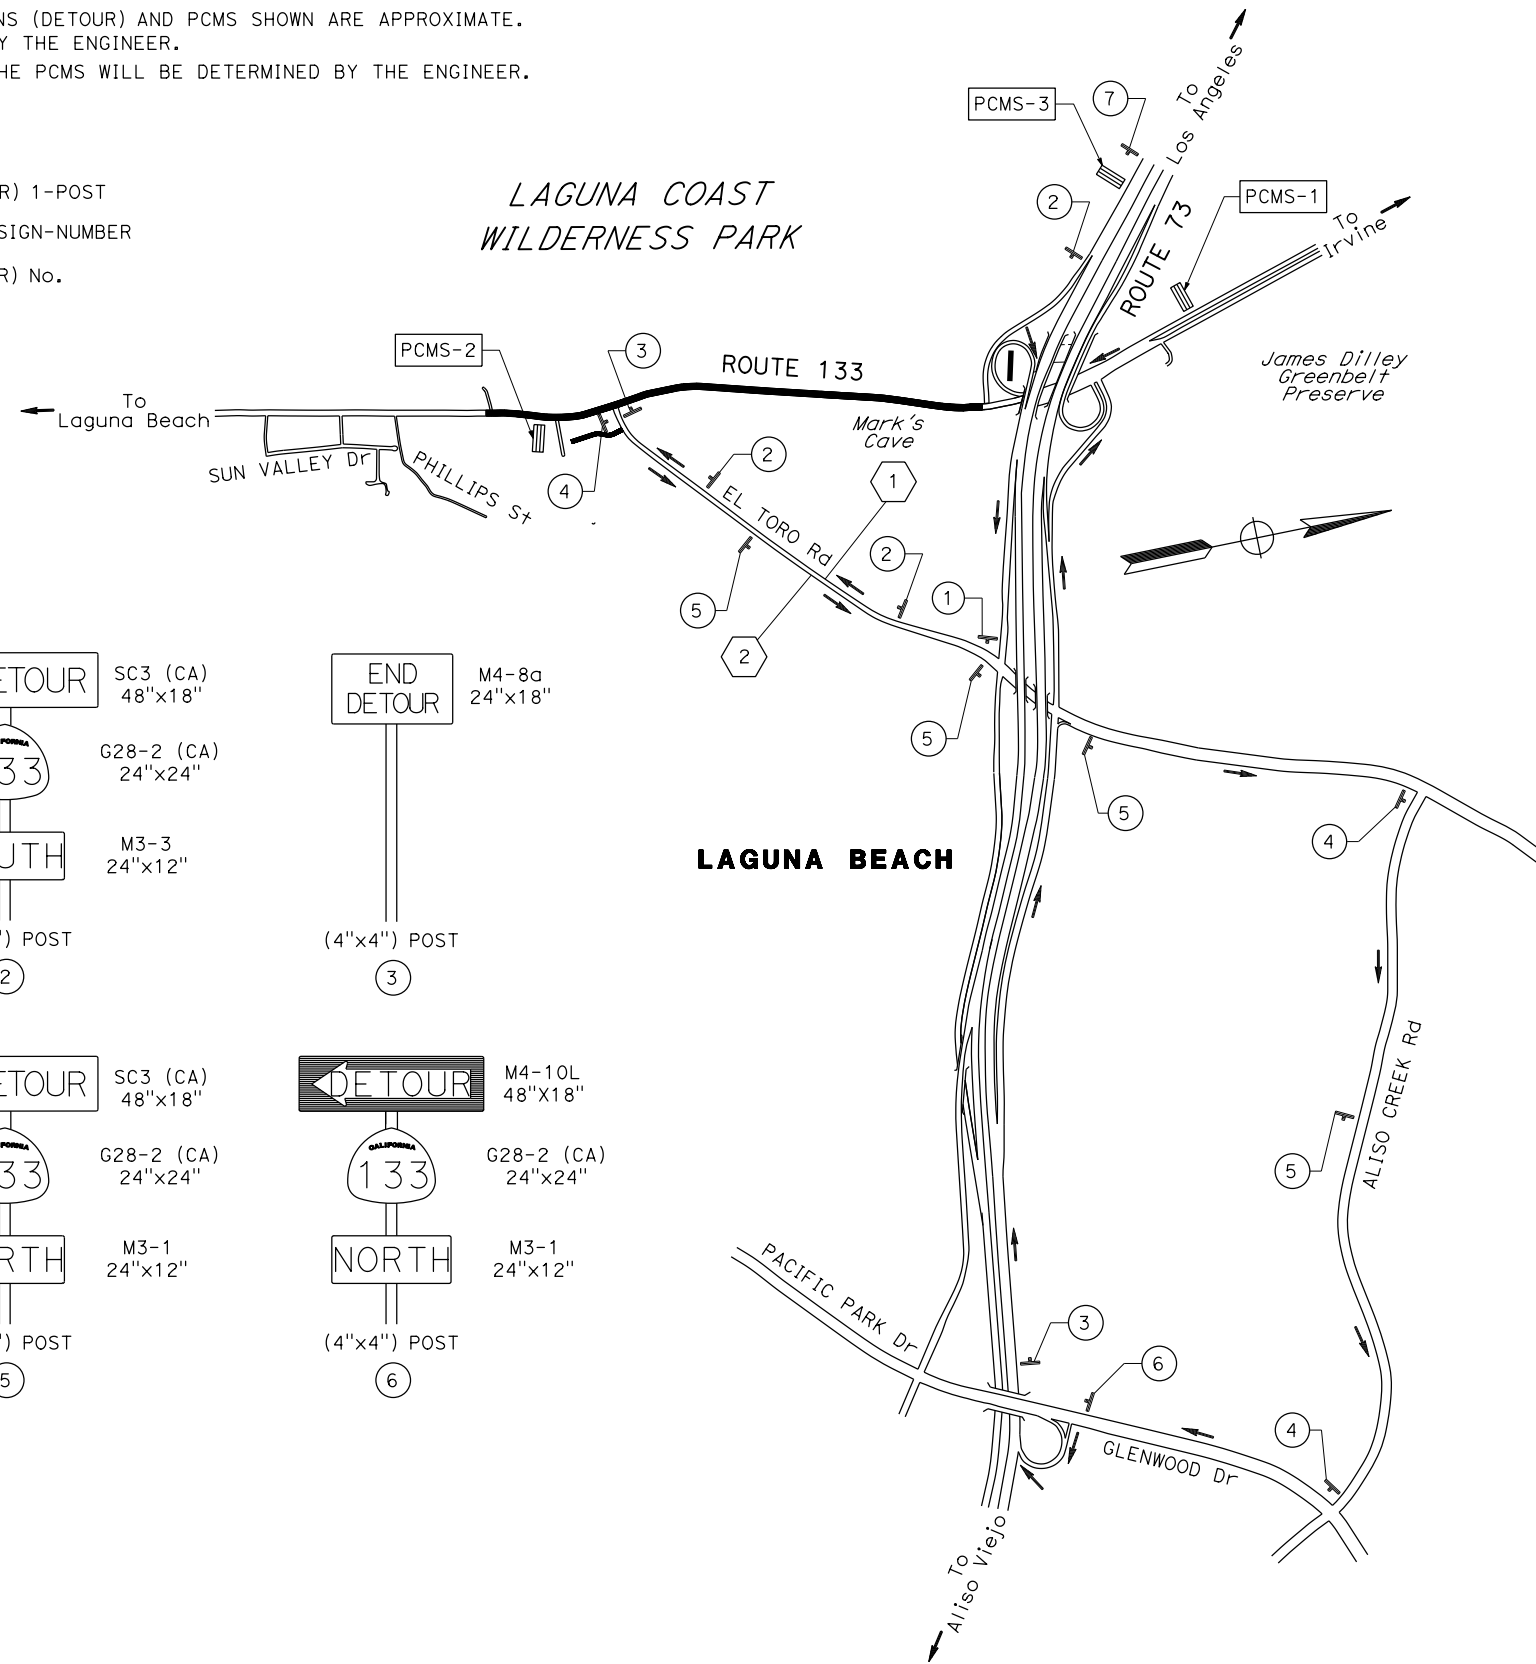 NS (DETOUR) AND PCMS SHOWN ARE APPROXIMATE.
Y THE ENGINEER.
HE PCMS WILL BE DETERMINED BY THE ENGINEER.
R) 1-POST
SIGN-NUMBER
R) No.
LAGUNA COAST
WILDERNESS PARK
PCMS-3
7
To
Los Angeles
2
PCMS-1
To
Irvine
ROUTE 73
PCMS-2
3
ROUTE 133
James Dilley
Greenbelt
Preserve
To
Laguna Beach
Mark's
Cave
SUN VALLEY Dr
PHILLIPS St
4
2
1
EL TORO Rd
2
1
5
2
5
5
4
LAGUNA BEACH
ETOUR
SC3 (CA)
48"x18"
G28-2 (CA)
24"x24"
33
UTH
M3-3
24"x12"
") POST
2
END
DETOUR
M4-8a
24"x18"
(4"x4") POST
3
ETOUR
SC3 (CA)
48"x18"
33
G28-2 (CA)
24"x24"
RTH
M3-1
24"x12"
") POST
5
DETOUR
M4-10L
48"X18"
CALIFORNIA
133
G28-2 (CA)
24"x24"
NORTH
M3-1
24"x12"
(4"x4") POST
6
ALISO CREEK Rd
5
PACIFIC PARK Dr
3
6
4
GLENWOOD Dr
To
Aliso Viejo